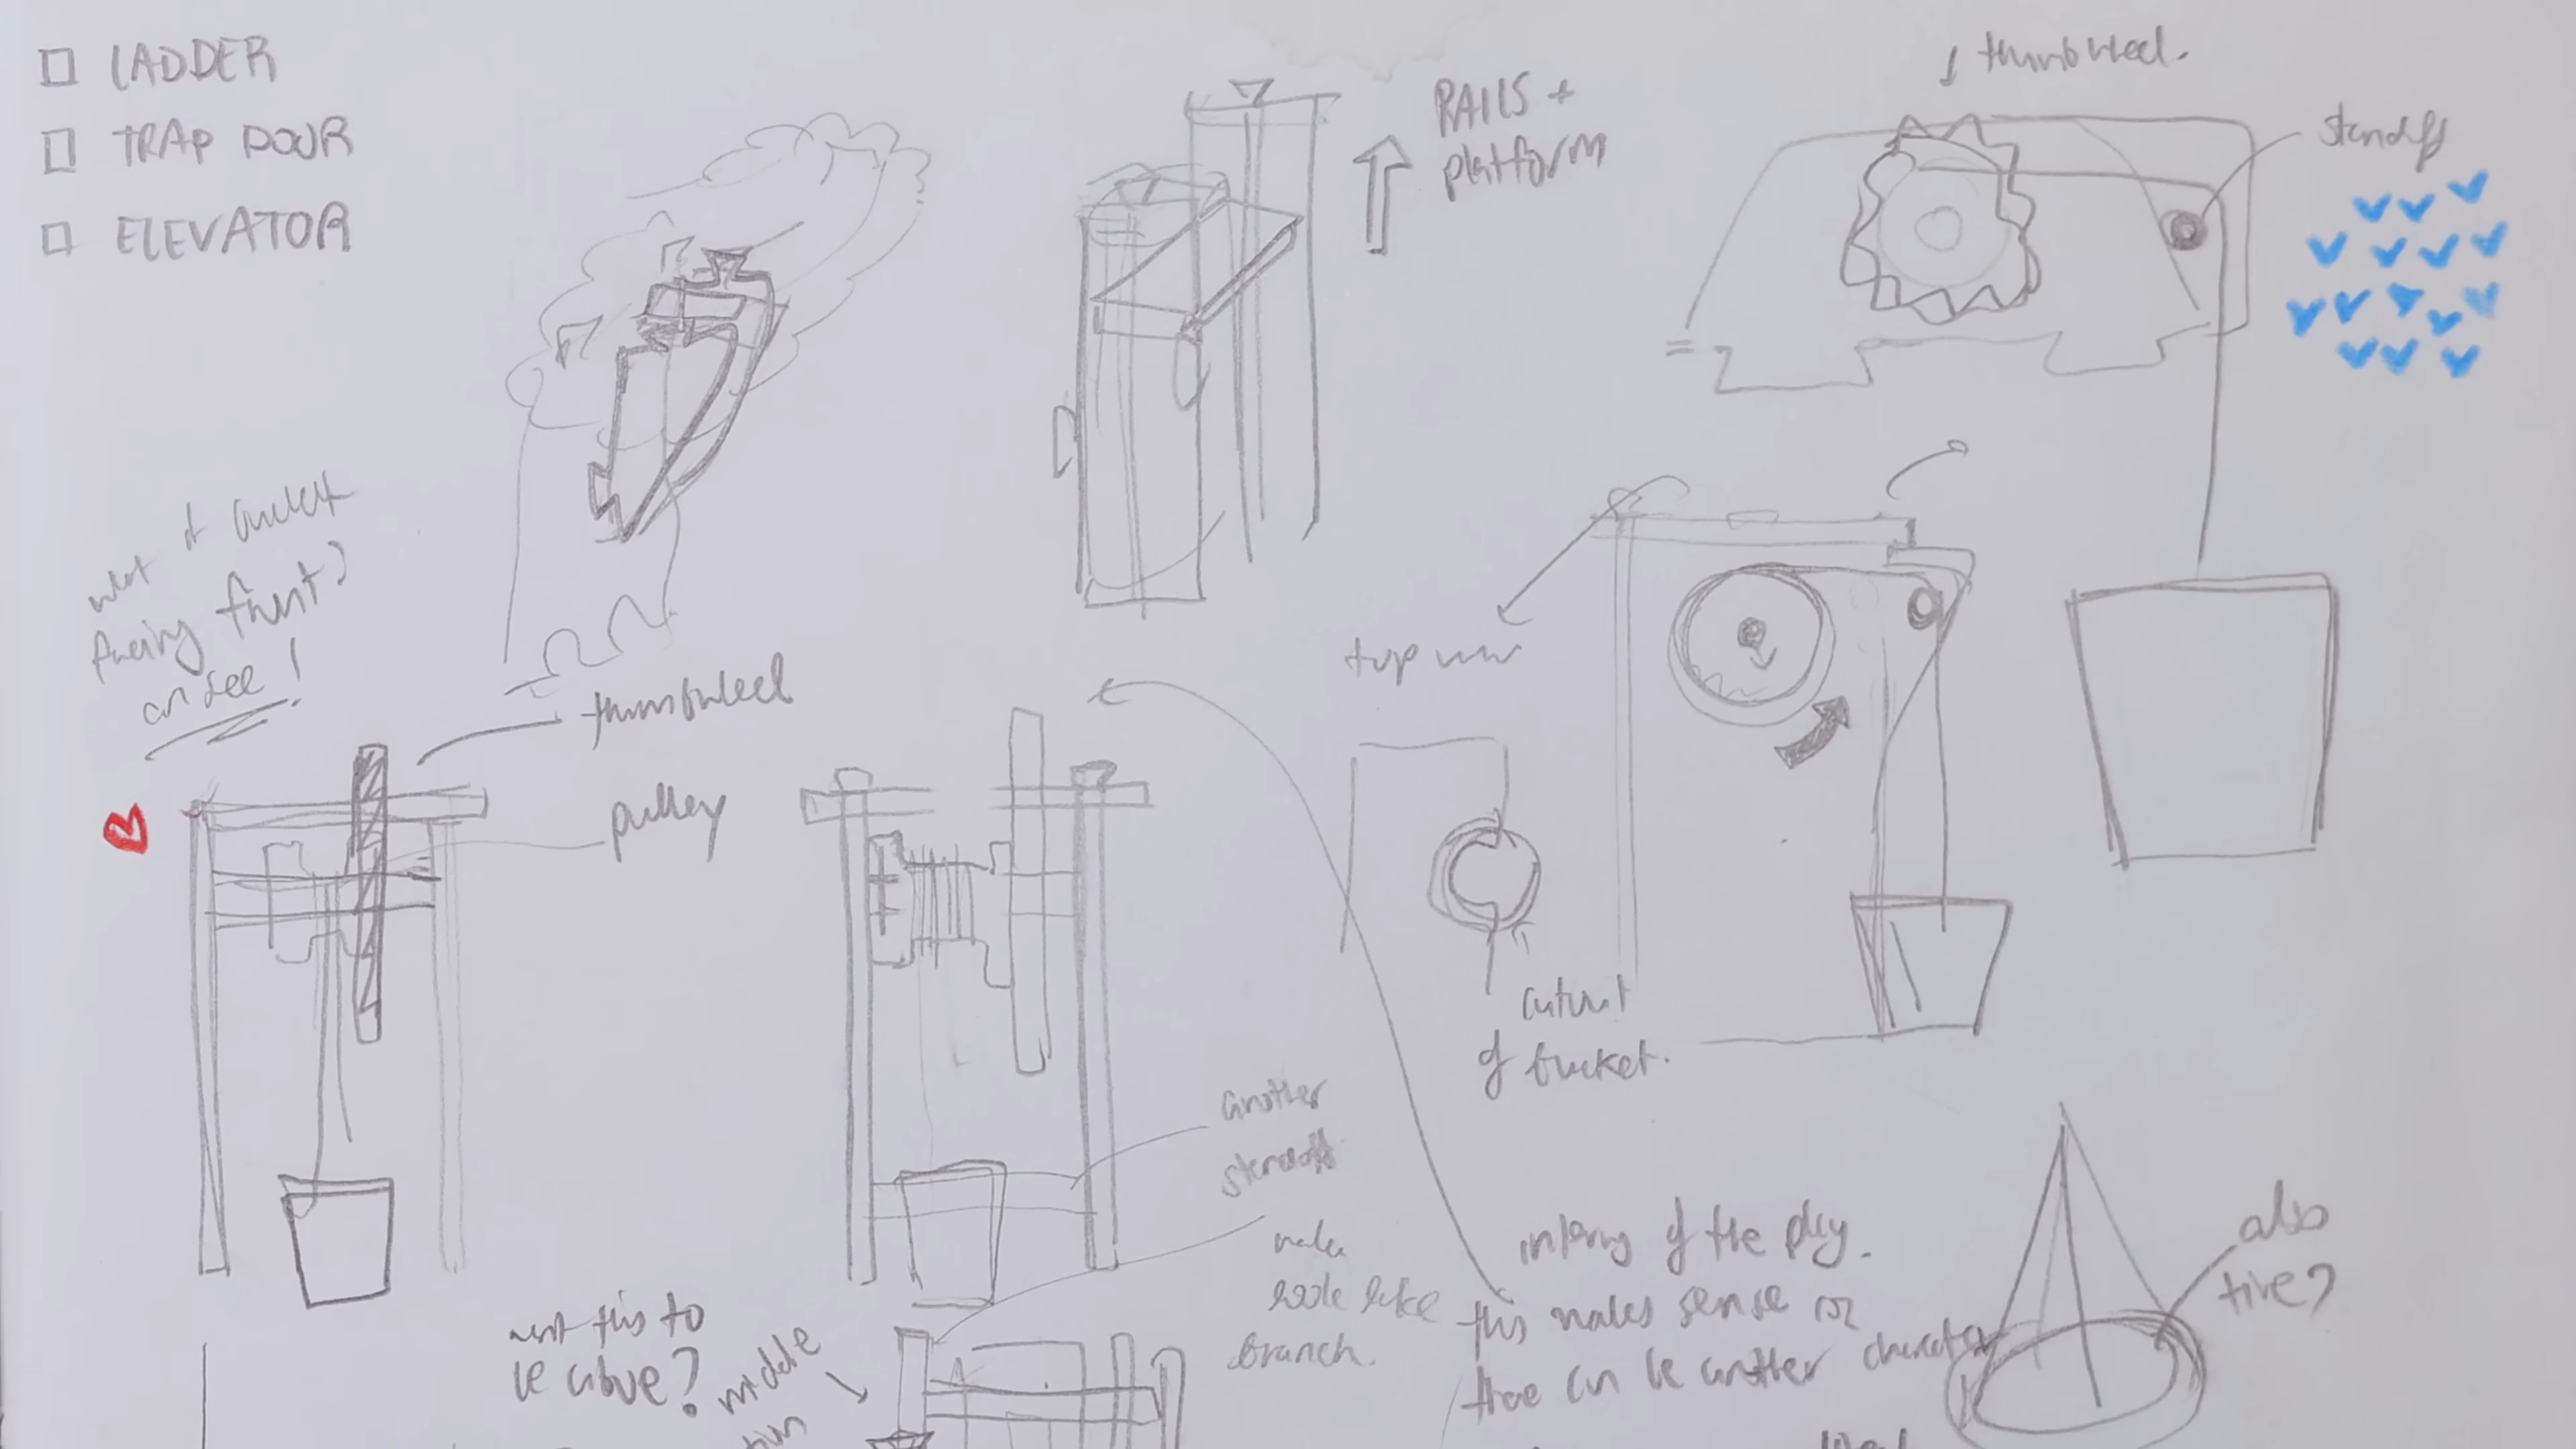 LADDER
TRAP DOOR
ELEVATOR
RAILS +
platform
thumbwheel.
standoff
what if
facing front?
can see!
thumbwheel
pulley
top view
cutout
of bucket.
another
standoff
make
look like
branch.
want this to
be above?
middle
of the play.
this makes sense or
there can be another character
also
tire?